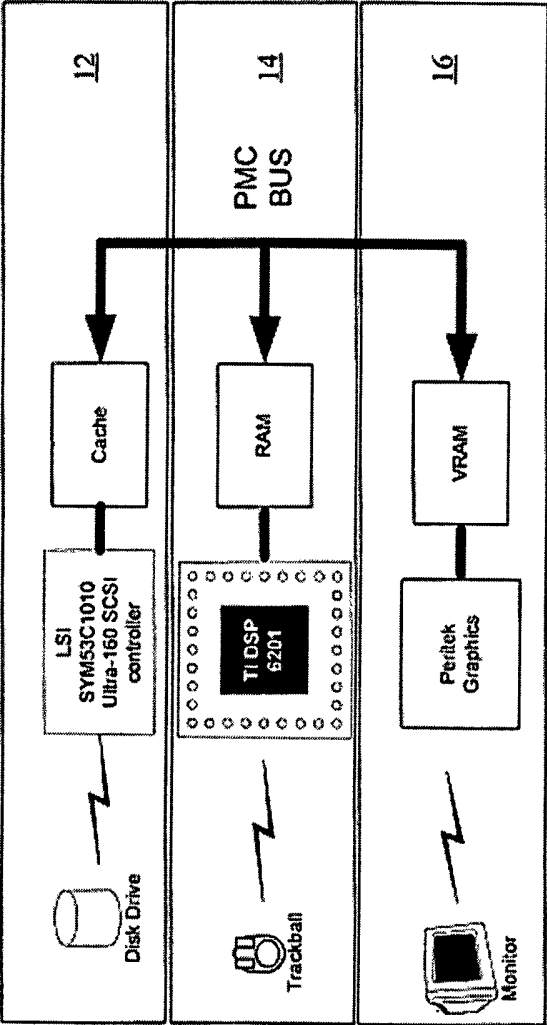 12
Disk Drive
LSI
SYM53C1010
Ultra-160 SCSI
controller
Cache
14
Trackball
TI DSP
6201
RAM
PMC
BUS
16
Monitor
Peritek
Graphics
VRAM